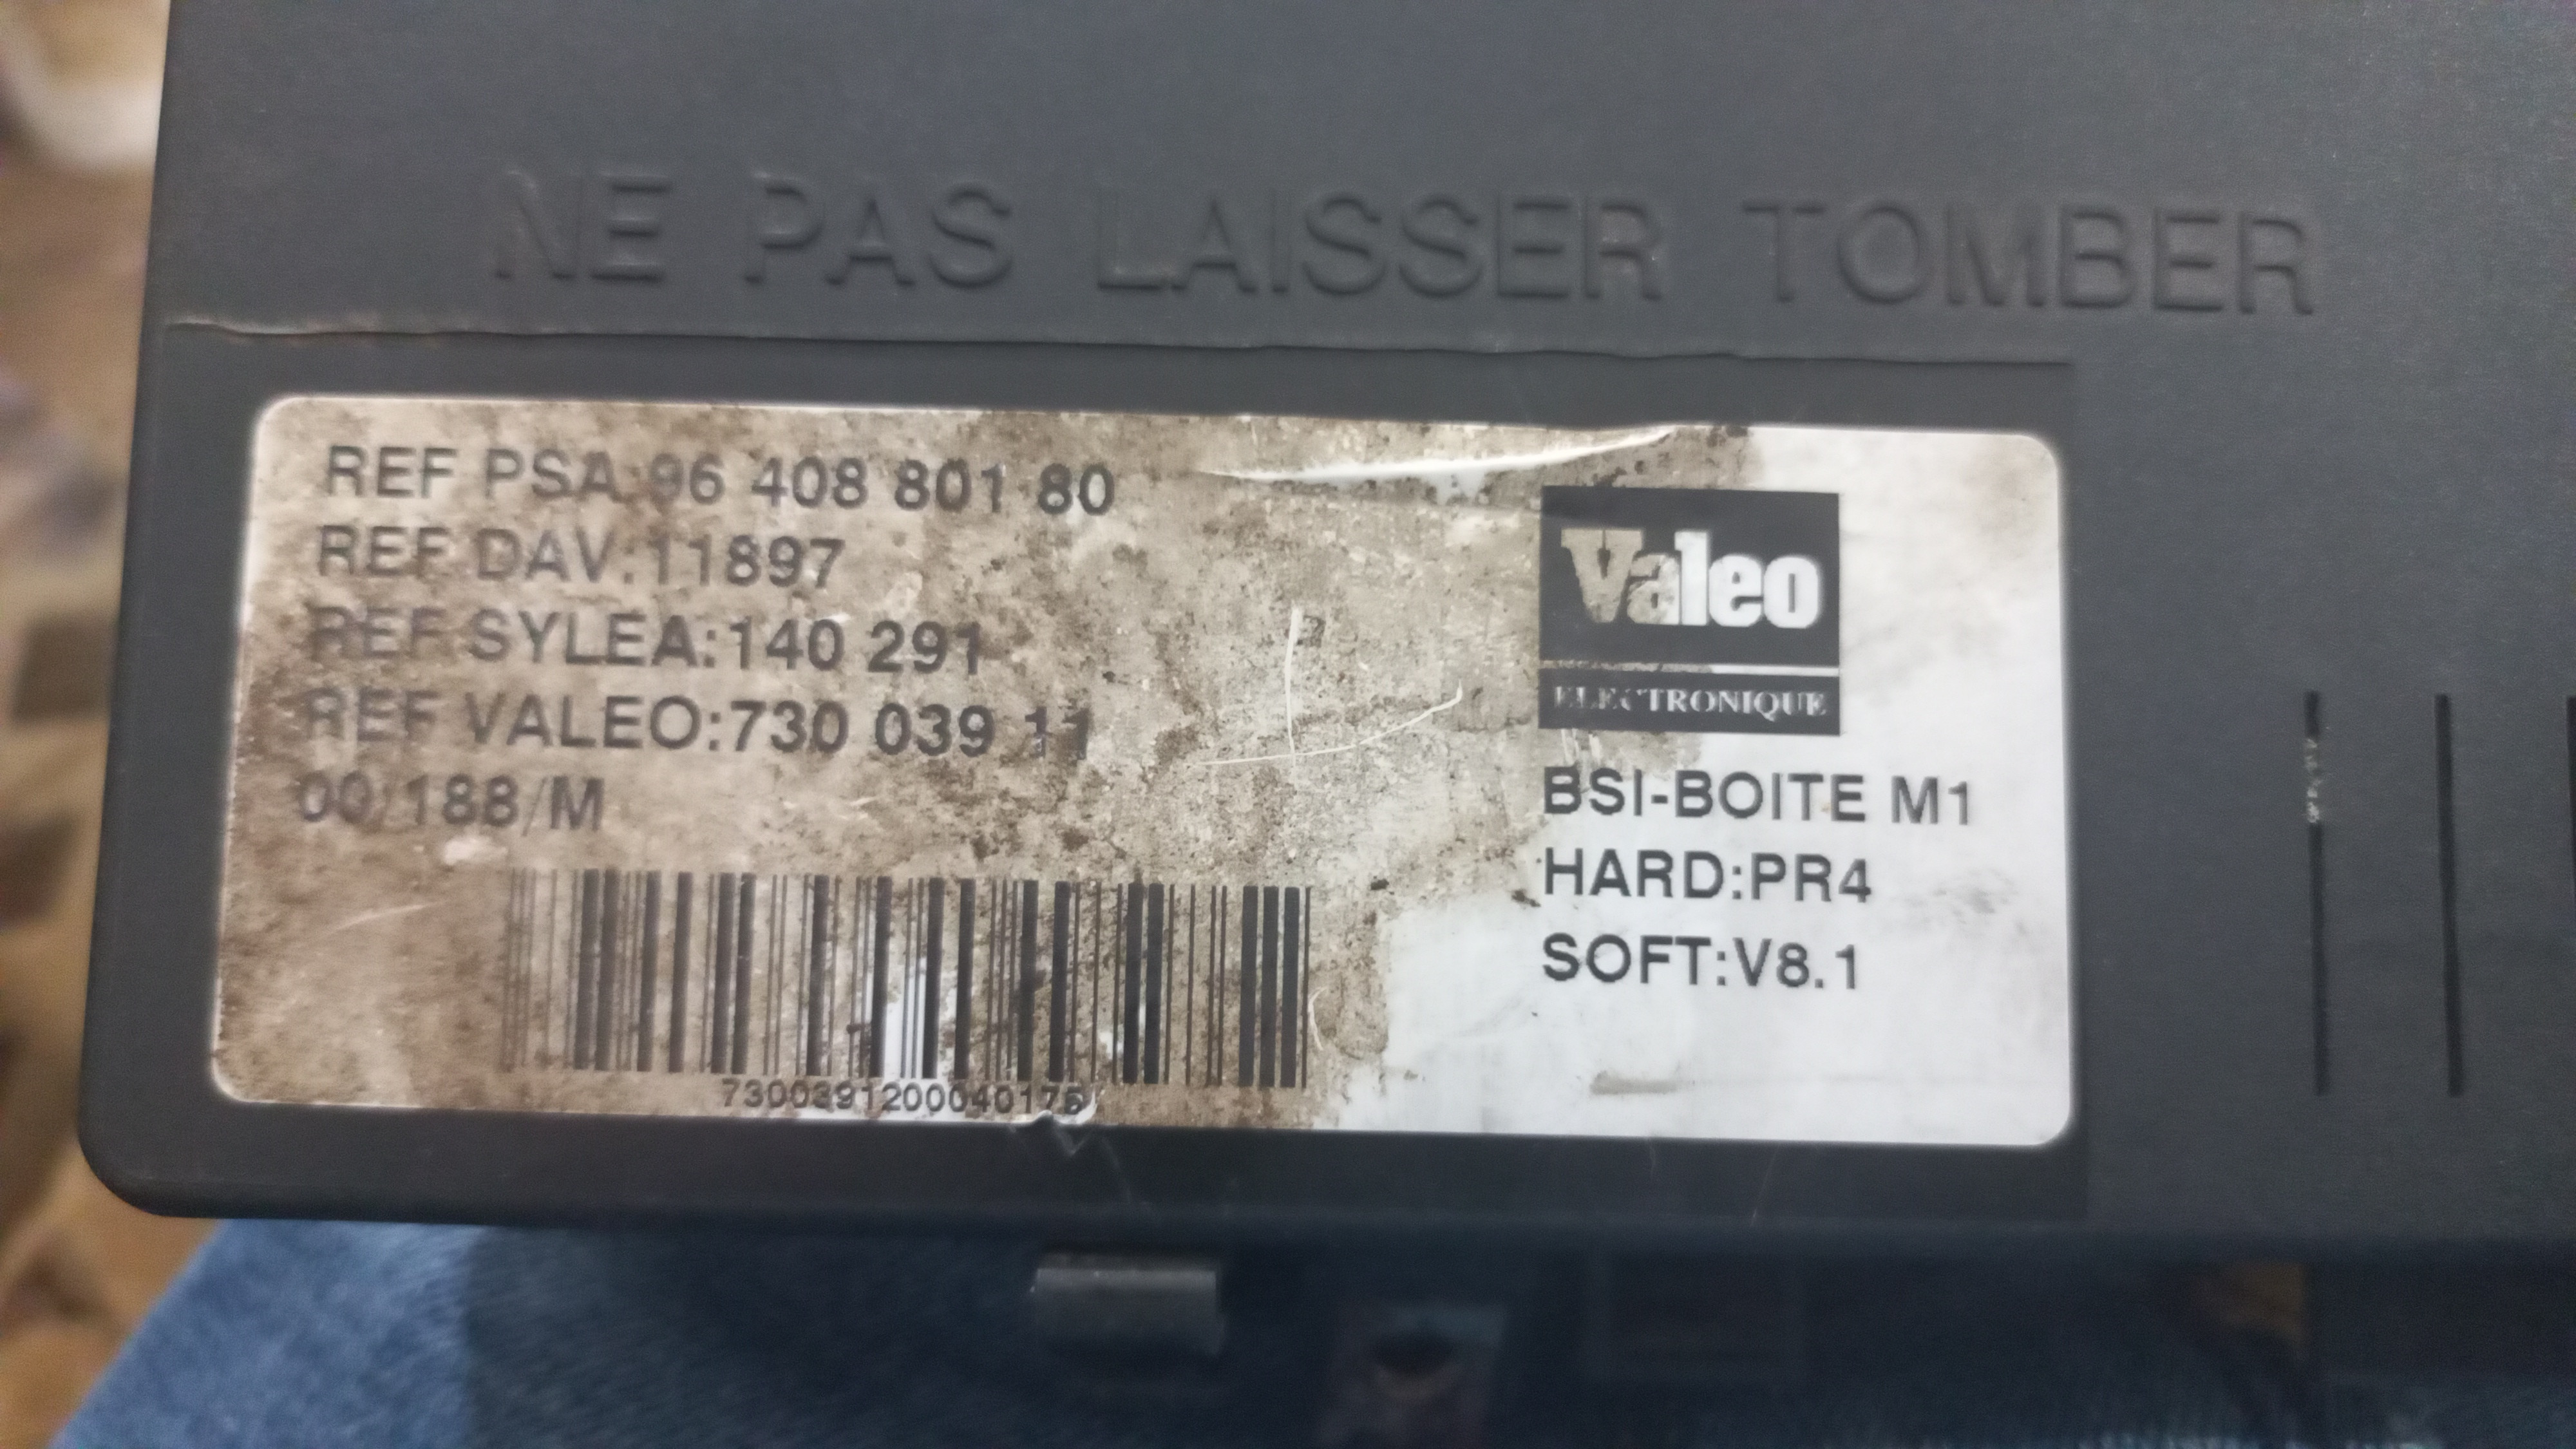 NE PAS LAISSER TOMBER
REF PSA:96 408 801 80
REF DAV:11897
REF SYLEA:140 291
REF VALEO:730 039 11
00/188/M
7300391200040175
Valeo
ELECTRONIQUE
BSI-BOITE M1
HARD:PR4
SOFT:V8.1